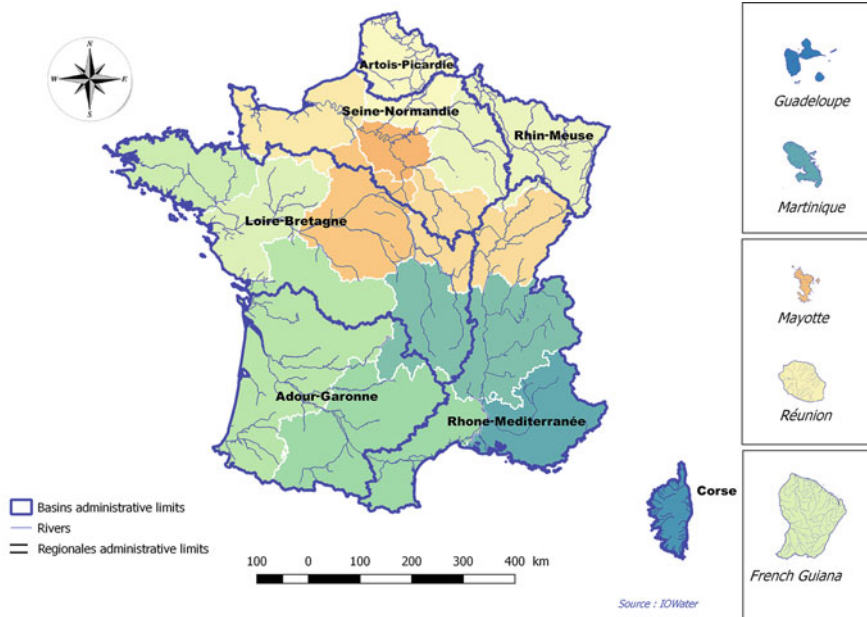 N
W
E
S
Artois-Picardie
Seine-Normandie
Rhin-Meuse
Loire-Bretagne
Adour-Garonne
Rhone-Mediterranée
Corse
Basins administrative limits
Rivers
Regionales administrative limits
100 0 100 200 300 400 km
Source : IOWater
Guadeloupe
Martinique
Mayotte
Réunion
French Guiana